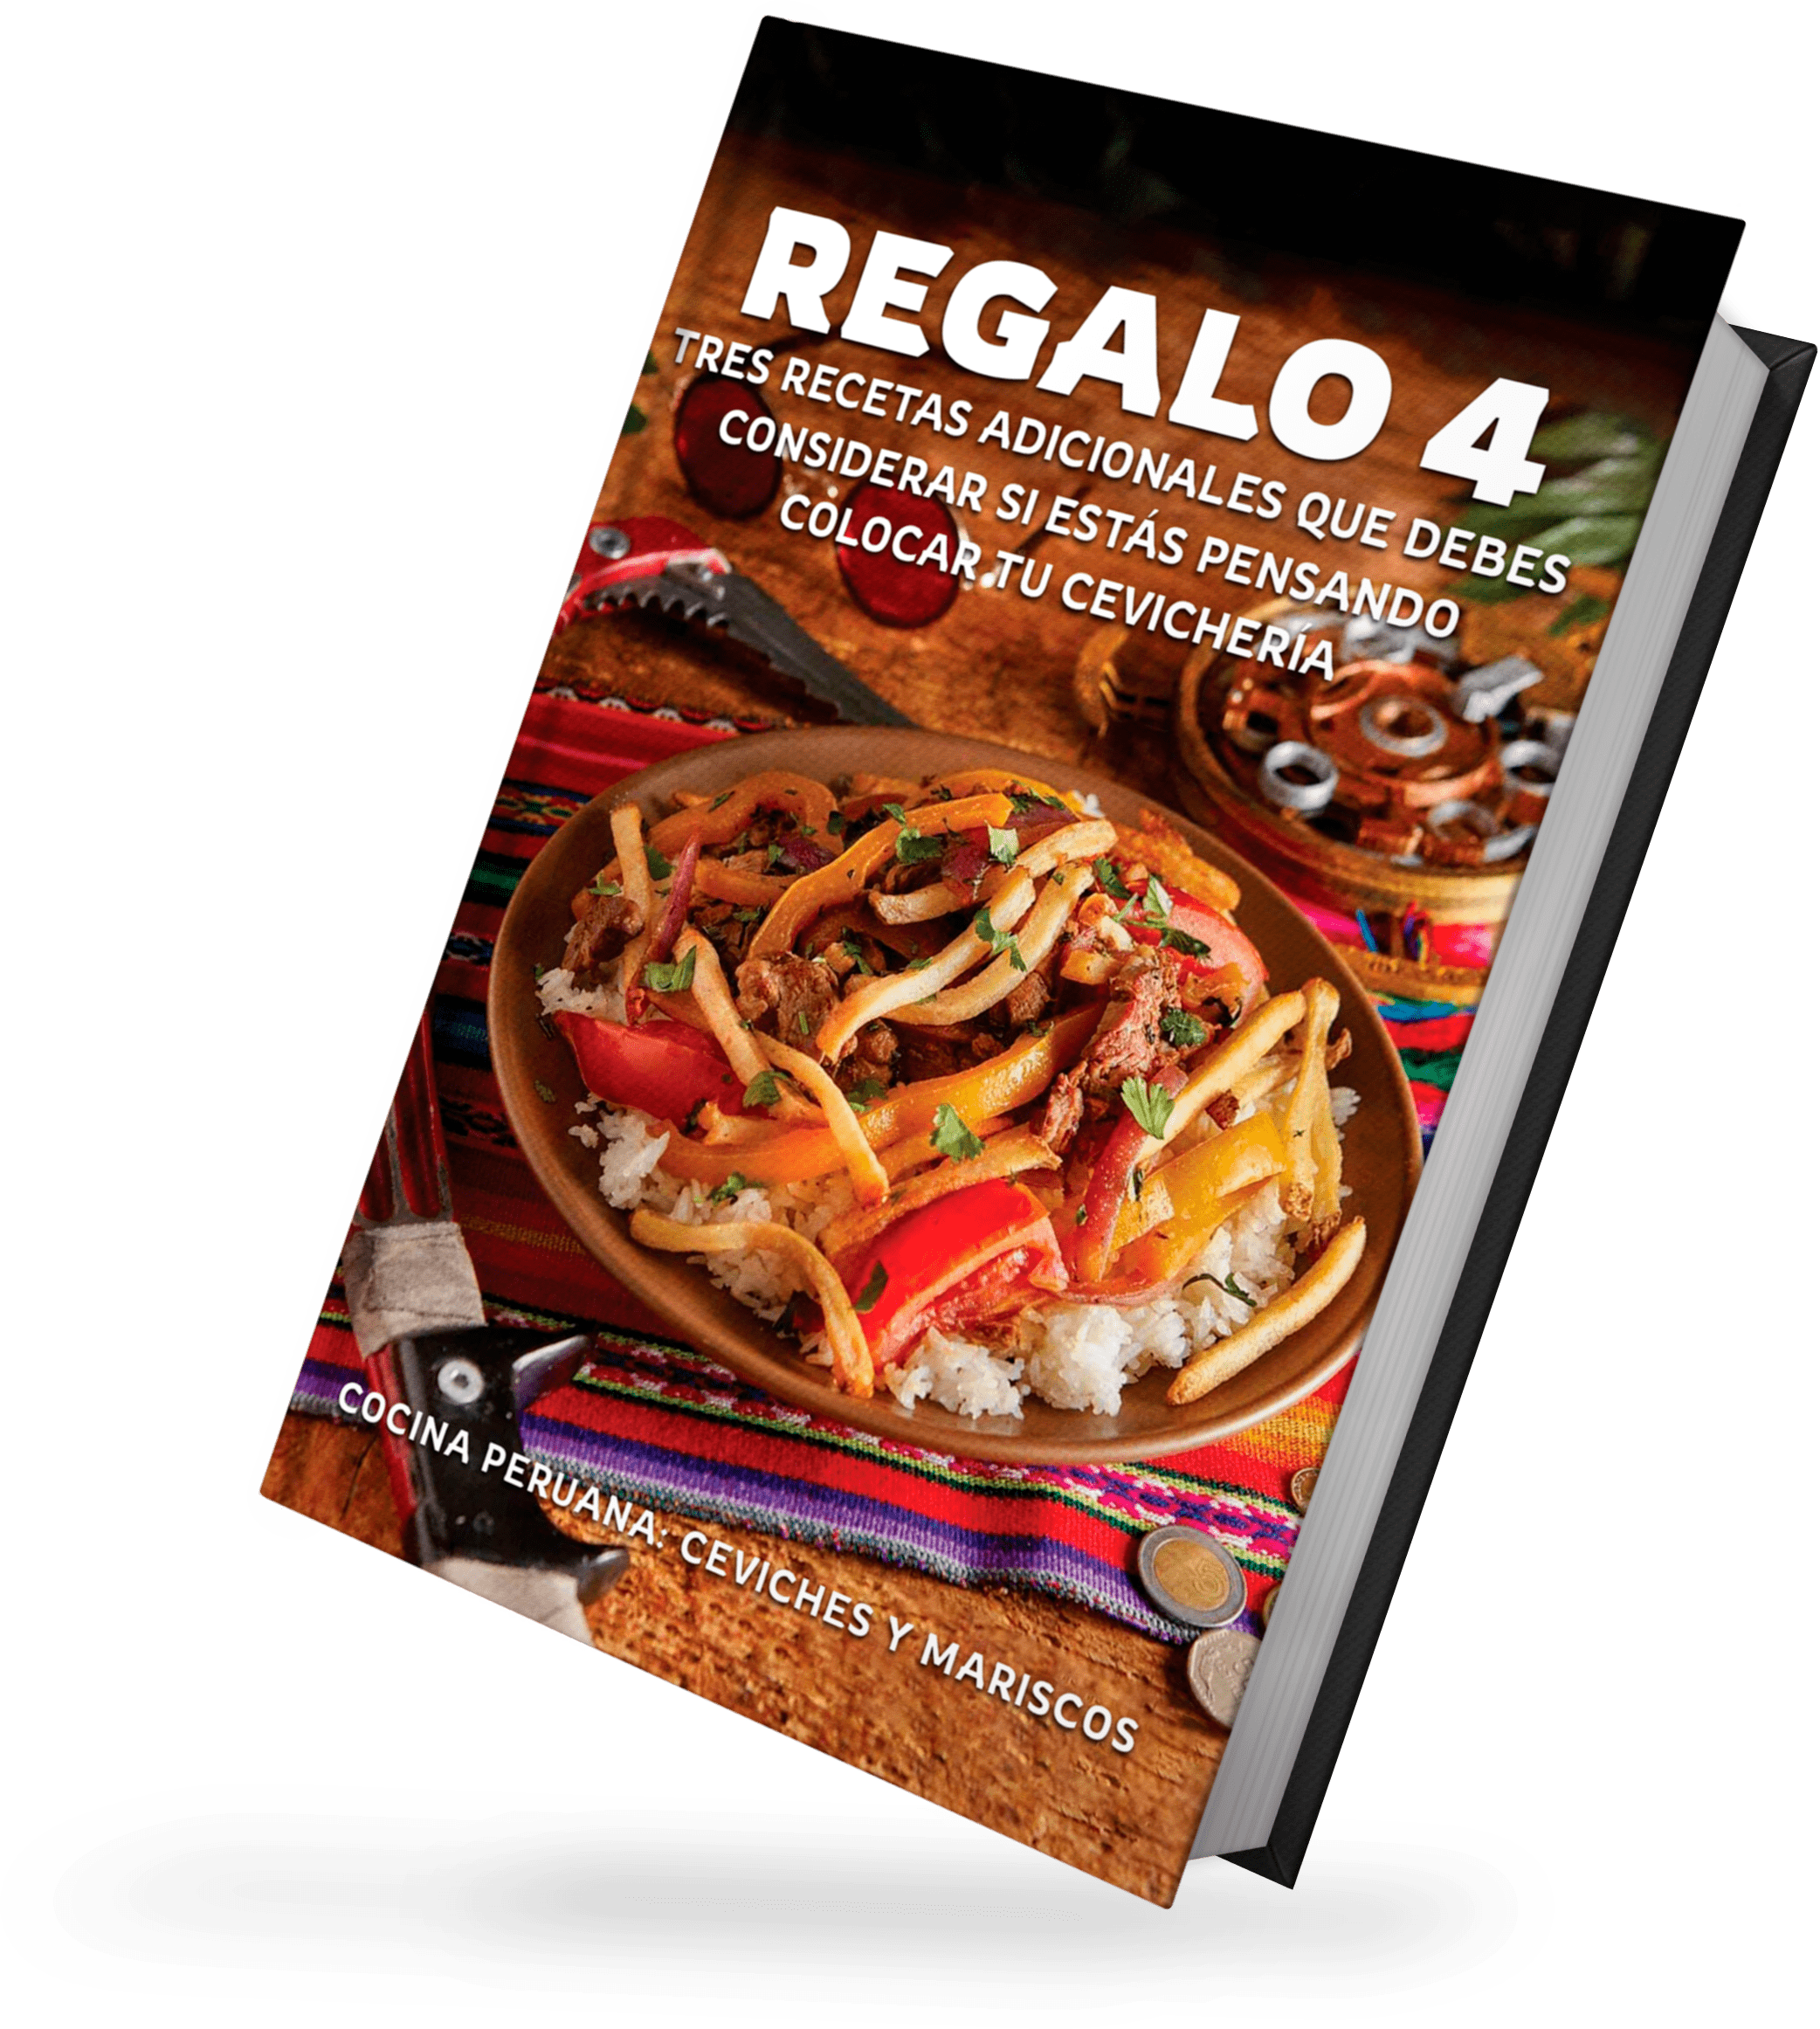 REGALO 4
TRES RECETAS ADICIONALES QUE DEBES
CONSIDERAR SI ESTÁS PENSANDO
COLOCAR TU CEVICHERÍA
COCINA PERUANA: CEVICHES Y MARISCOS